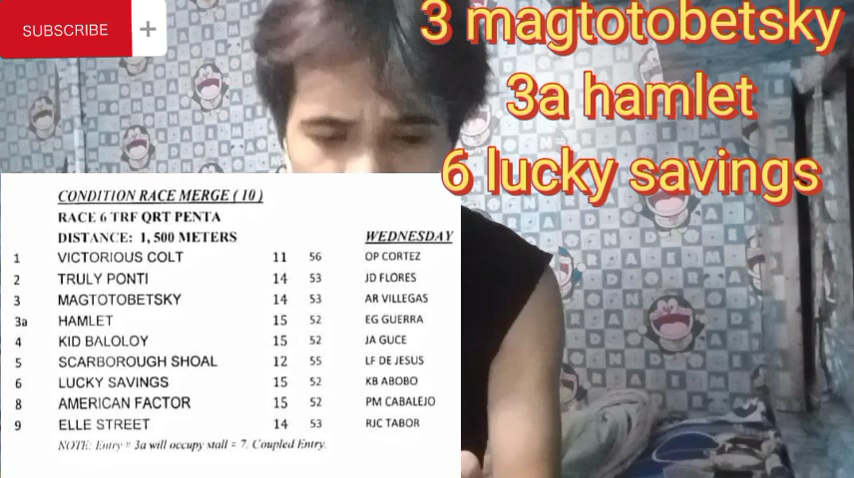 SUBSCRIBE
3 magtotobetsky
3a hamlet
6 lucky savings
CONDITION RACE MERGE ( 10 )
RACE 6 TRF QRT PENTA
DISTANCE: 1, 500 METERS WEDNESDAY
1 VICTORIOUS COLT 11 56 OP CORTEZ
2 TRULY PONTI 14 53 JD FLORES
3 MAGTOTOBETSKY 14 53 AR VILLEGAS
3a HAMLET 15 52 EG GUERRA
4 KID BALOLOY 15 52 JA GUCE
5 SCARBOROUGH SHOAL 12 55 LF DE JESUS
6 LUCKY SAVINGS 15 52 KB ABOBO
8 AMERICAN FACTOR 15 52 PM CABALEJO
9 ELLE STREET 14 53 RJC TABOR
NOTE: Entry = 3a will occupy stall = 7. Coupled Entry.